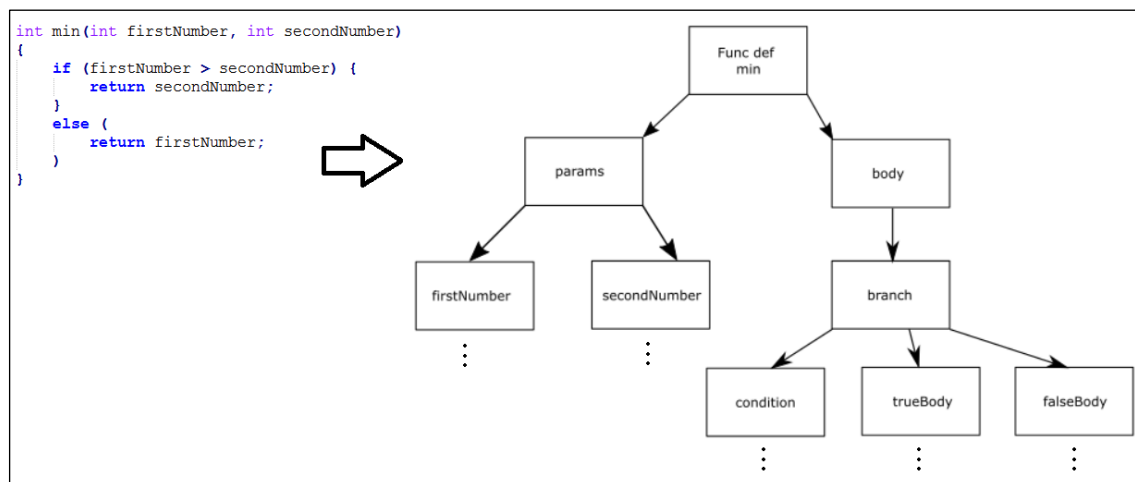 int min(int firstNumber, int secondNumber)
{
if (firstNumber > secondNumber) {
return secondNumber;
}
else (
return firstNumber;
)
}
Func def
min
params
body
firstNumber
secondNumber
branch
condition
trueBody
falseBody